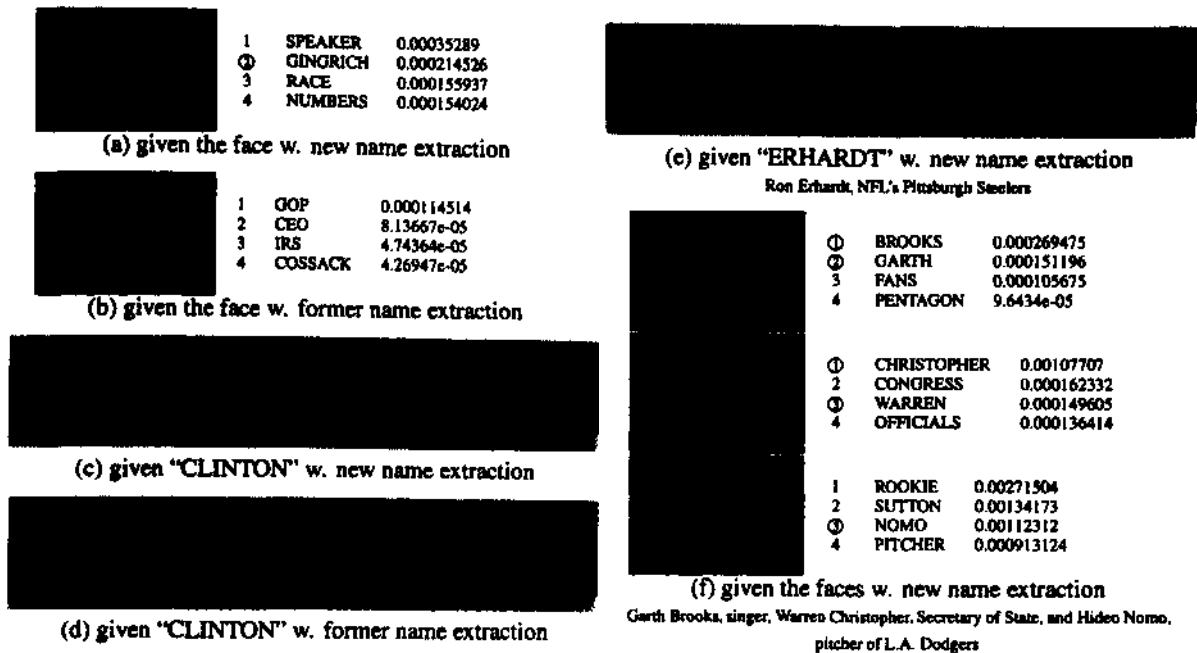 1 SPEAKER 0.00035289
② GINGRICH 0.000214526
3 RACE 0.000155937
4 NUMBERS 0.000154024
(a) given the face w. new name extraction
1 GOP 0.000114514
2 CEO 8.13667e-05
3 IRS 4.74364e-05
4 COSSACK 4.26947e-05
(b) given the face w. former name extraction
(c) given “CLINTON” w. new name extraction
(d) given “CLINTON” w. former name extraction
(e) given “ERHARDT” w. new name extraction
Ron Erhardt, NFL's Pittsburgh Steelers
① BROOKS 0.000269475
② GARTH 0.000151196
3 FANS 0.000105675
4 PENTAGON 9.6434e-05
① CHRISTOPHER 0.00107707
2 CONGRESS 0.000162332
③ WARREN 0.000149605
4 OFFICIALS 0.000136414
1 ROOKIE 0.00271504
2 SUTTON 0.00134173
③ NOMO 0.00112312
4 PITCHER 0.000913124
(f) given the faces w. new name extraction
Garth Brooks, singer, Warren Christopher, Secretary of State, and Hideo Nomo,
pitcher of L.A. Dodgers